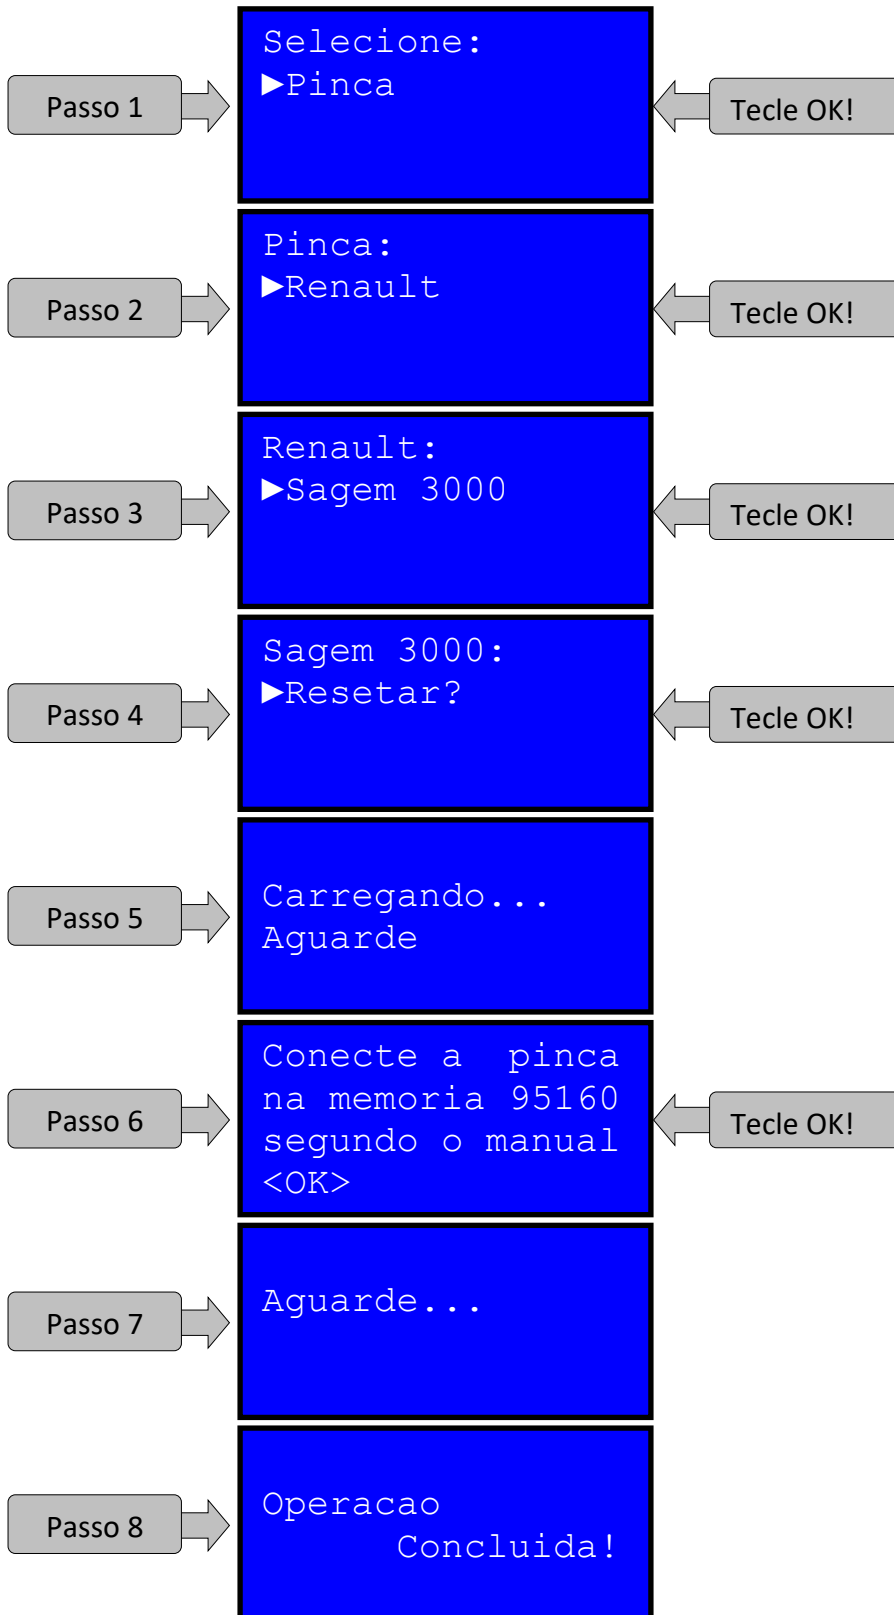 Passo 1
Selecione:
►Pinca
Tecle OK!
Passo 2
Pinca:
►Renault
Tecle OK!
Passo 3
Renault:
►Sagem 3000
Tecle OK!
Passo 4
Sagem 3000:
►Resetar?
Tecle OK!
Passo 5
Carregando...
Aguarde
Passo 6
Conecte a  pinca
na memoria 95160
segundo o manual
<OK>
Tecle OK!
Passo 7
Aguarde...
Passo 8
Operacao
Concluida!